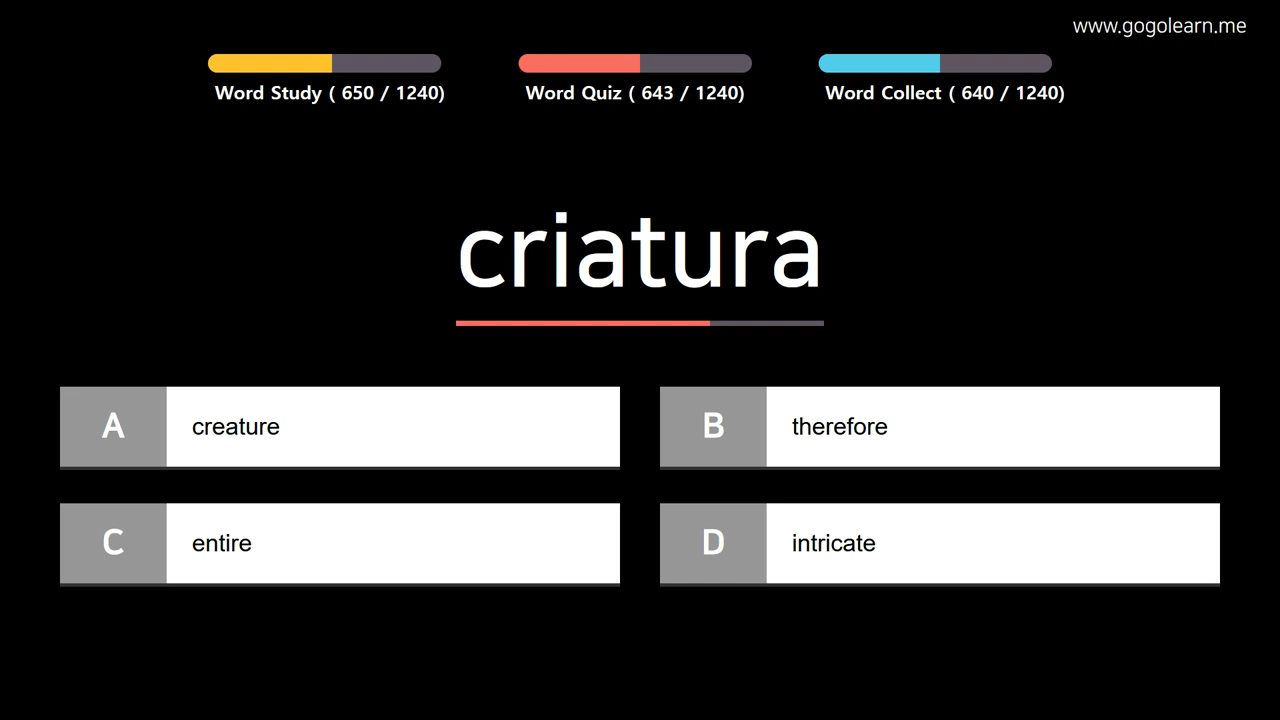 www.gogolearn.me
Word Study ( 650 / 1240) Word Quiz ( 643 / 1240) Word Collect ( 640 / 1240)
criatura
A creature
B therefore
C entire
D intricate